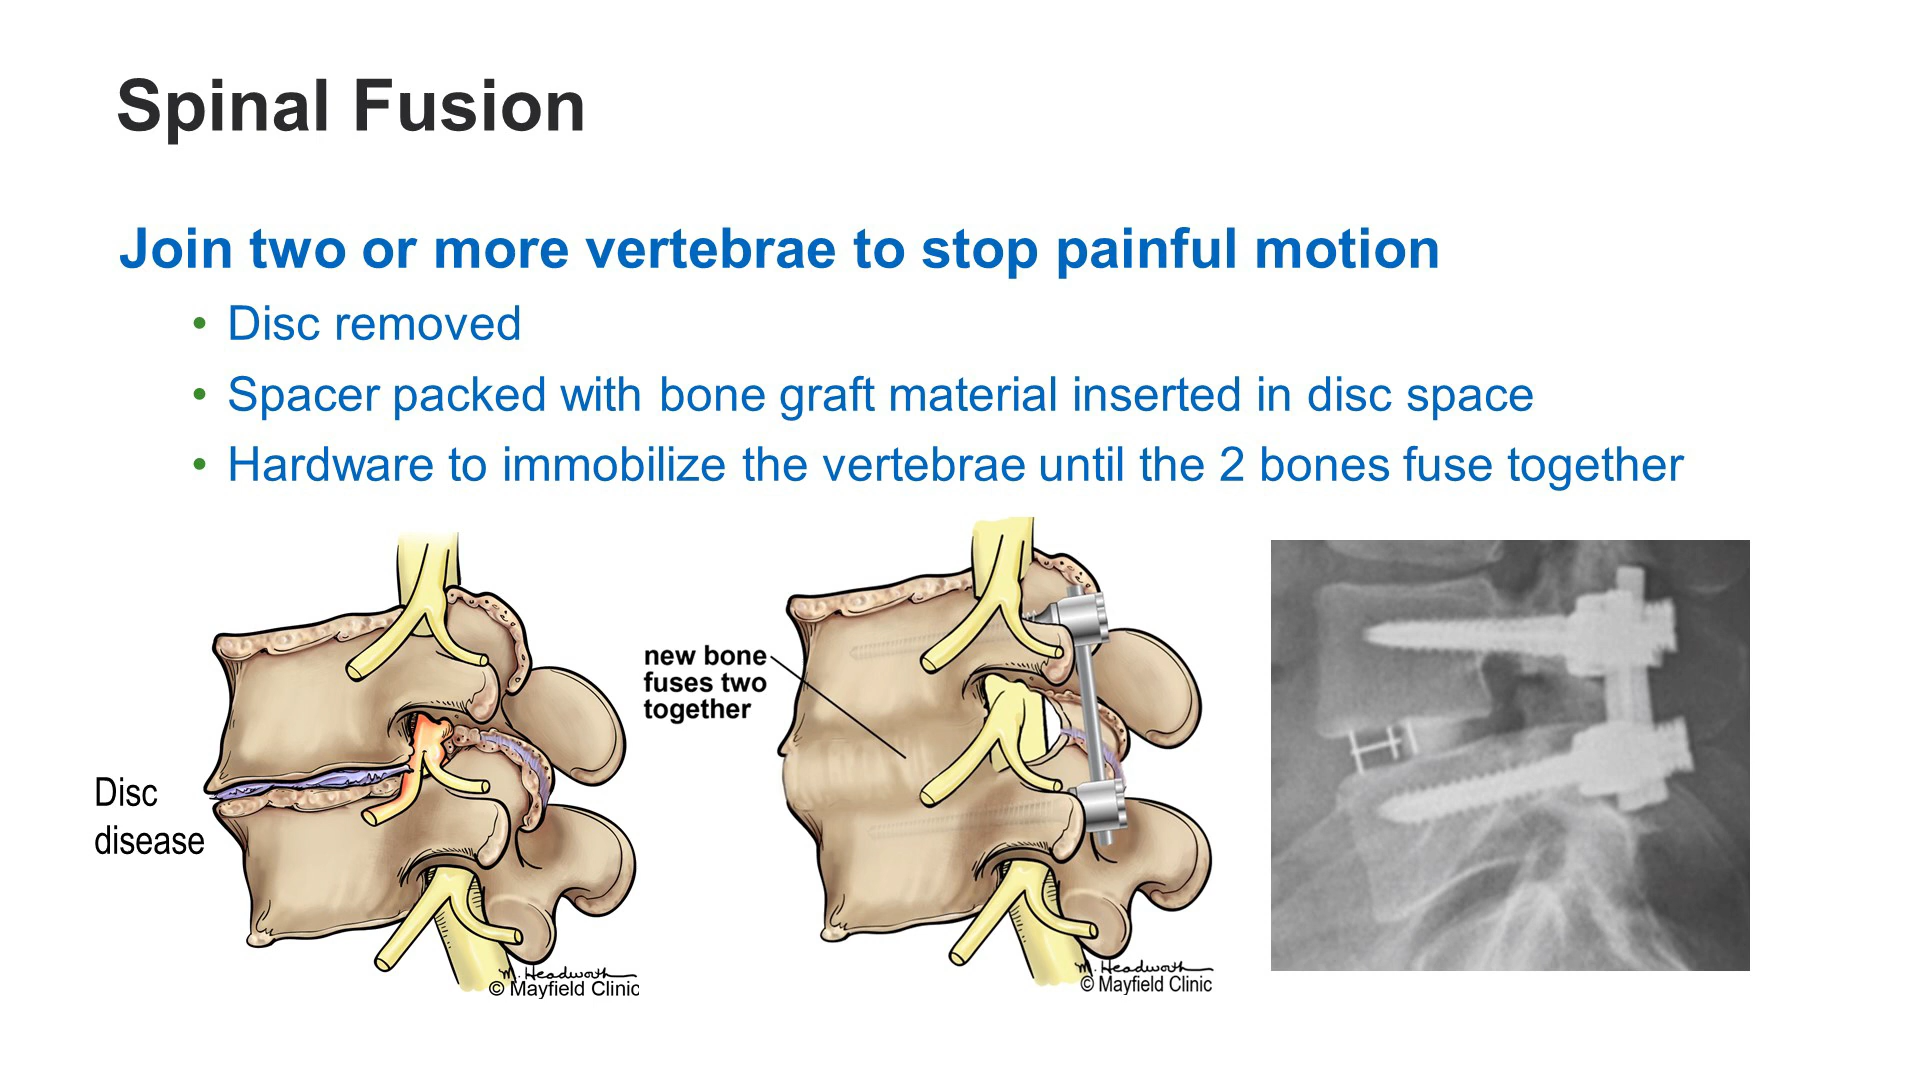 Spinal Fusion
Join two or more vertebrae to stop painful motion
• Disc removed
• Spacer packed with bone graft material inserted in disc space
• Hardware to immobilize the vertebrae until the 2 bones fuse together
Disc
disease
new bone
fuses two
together
M. Headworth
© Mayfield Clinic
M. Headworth
© Mayfield Clinic